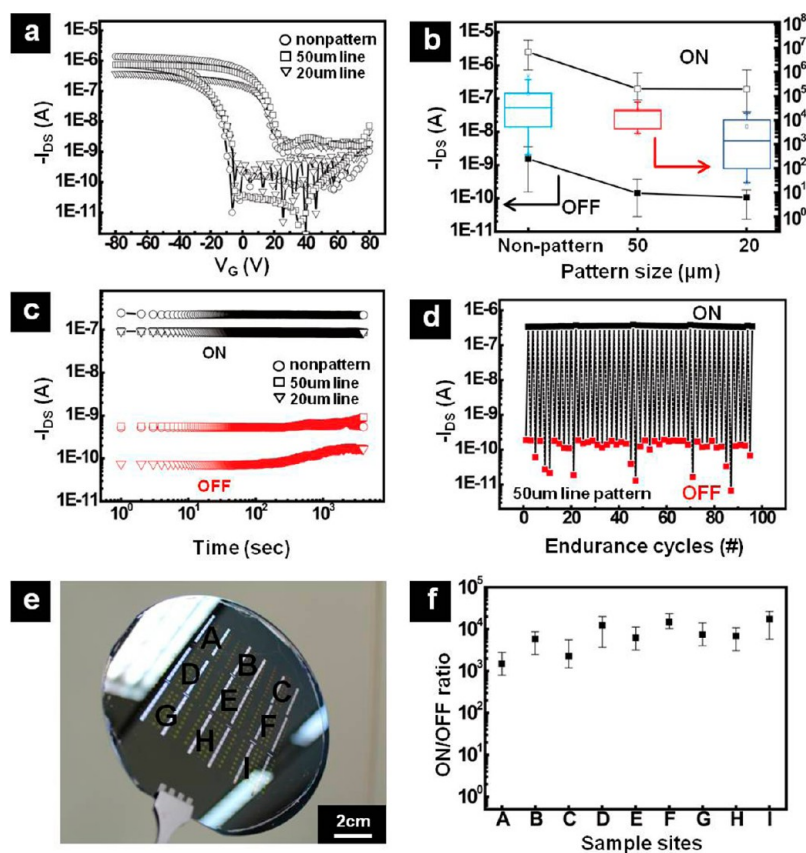 a
1E-5
1E-6
1E-7
1E-8
1E-9
1E-10
1E-11
-I_DS (A)
nonpattern
50um line
20um line
-80 -60 -40 -20 0 20 40 60 80
V_G (V)
b
1E-5
1E-6
1E-7
1E-8
1E-9
1E-10
1E-11
-I_DS (A)
ON
OFF
10^8
10^7
10^6
10^5
10^4
10^3
10^2
10^1
10^0
Non-pattern 50 20
Pattern size (µm)
c
1E-7
1E-8
1E-9
1E-10
1E-11
-I_DS (A)
ON
nonpattern
50um line
20um line
OFF
10^0 10^1 10^2 10^3
Time (sec)
d
1E-6
1E-7
1E-8
1E-9
1E-10
1E-11
-I_DS (A)
ON
50um line pattern
OFF
0 20 40 60 80 100
Endurance cycles (#)
e
A
B
C
D
E
F
G
H
I
2cm
f
10^5
10^4
10^3
10^2
10^1
10^0
ON/OFF ratio
A B C D E F G H I
Sample sites